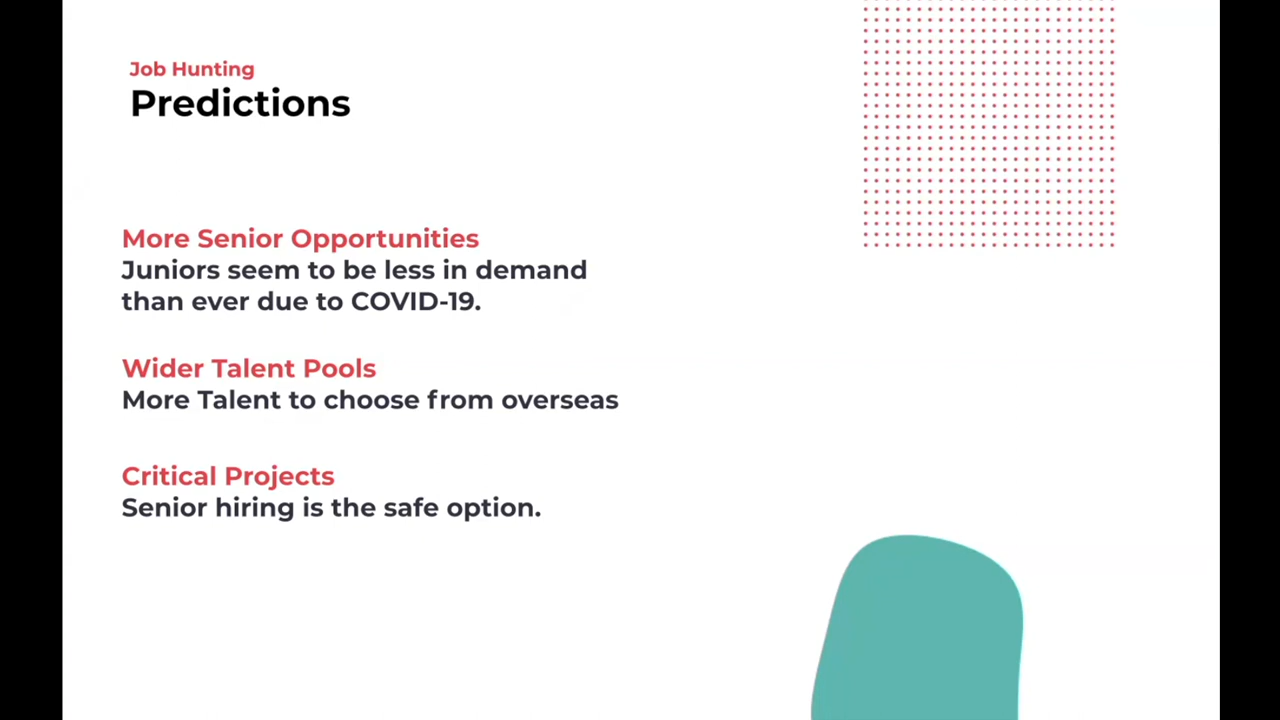 Job Hunting
Predictions
More Senior Opportunities
Juniors seem to be less in demand
than ever due to COVID-19.
Wider Talent Pools
More Talent to choose from overseas
Critical Projects
Senior hiring is the safe option.